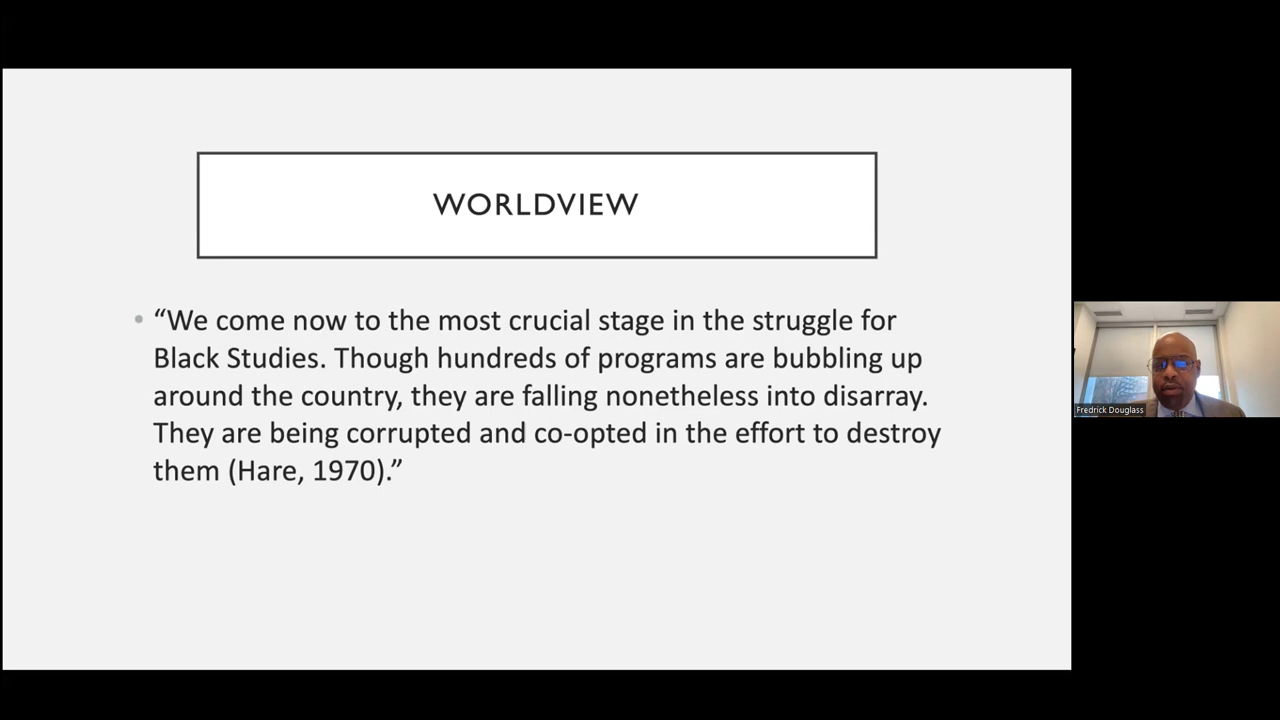 WORLDVIEW
• “We come now to the most crucial stage in the struggle for
Black Studies. Though hundreds of programs are bubbling up
around the country, they are falling nonetheless into disarray.
They are being corrupted and co-opted in the effort to destroy
them (Hare, 1970).”
Fredrick Douglass